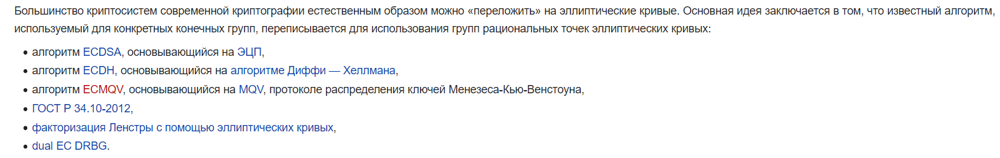 Большинство криптосистем современной криптографии естественным образом можно «переложить» на эллиптические кривые. Основная идея заключается в том, что известный алгоритм,
используемый для конкретных конечных групп, переписывается для использования групп рациональных точек эллиптических кривых:
• алгоритм ECDSA, основывающийся на ЭЦП,
• алгоритм ECDH, основывающийся на алгоритме Диффи — Хеллмана,
• алгоритм ECMQV, основывающийся на MQV, протоколе распределения ключей Менезеса-Кью-Венстоуна,
• ГОСТ Р 34.10-2012,
• факторизация Ленстры с помощью эллиптических кривых,
• dual EC DRBG.